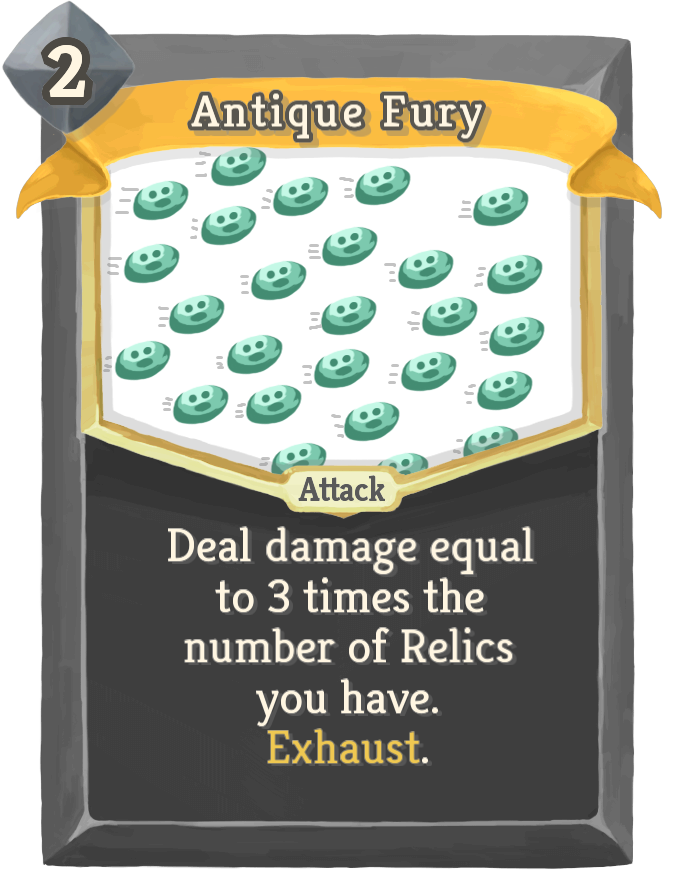 2
Antique Fury
Attack
Deal damage equal
to 3 times the
number of Relics
you have.
Exhaust.